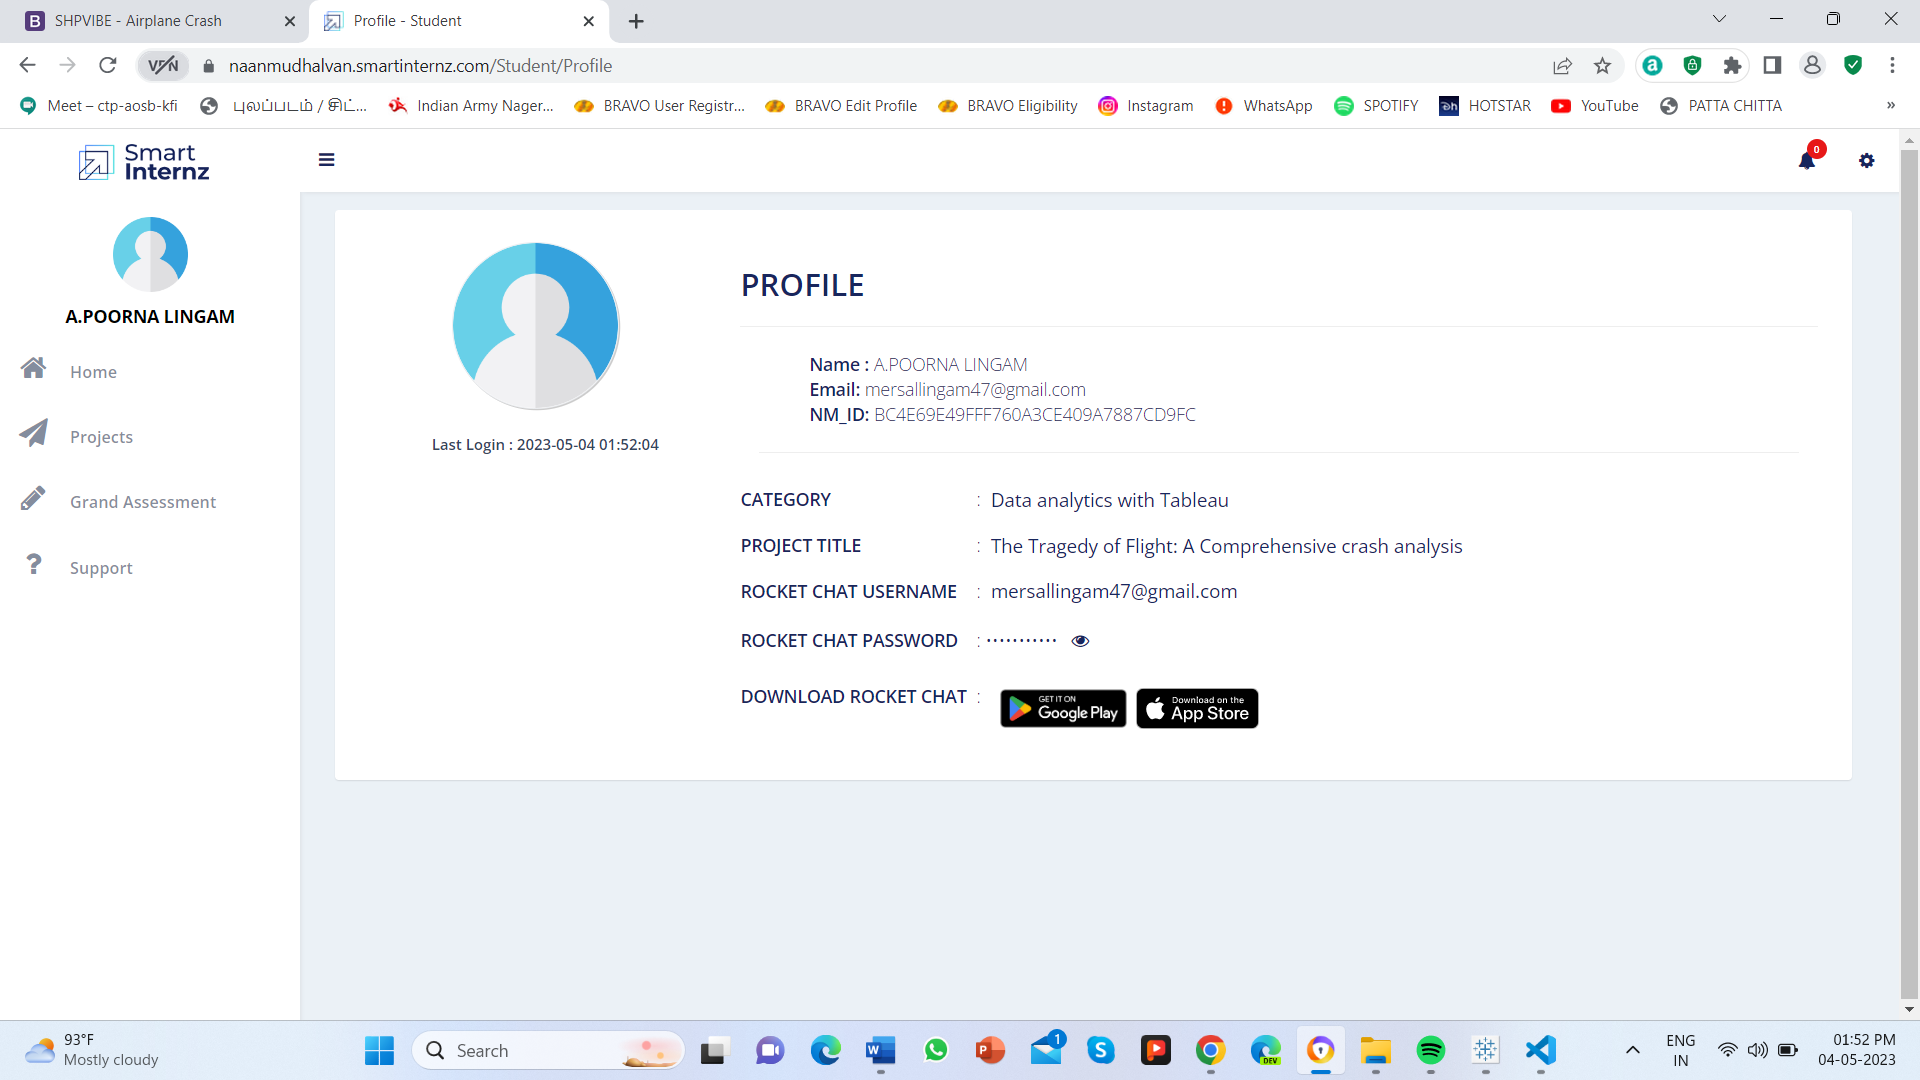 SHPVIBE - Airplane Crash
Profile - Student
VPN
naanmudhalvan.smartinternz.com/Student/Profile
Meet – ctp-aosb-kfi
புலப்படம் / சிட்...
Indian Army Nager...
BRAVO User Registr...
BRAVO Edit Profile
BRAVO Eligibility
Instagram
WhatsApp
SPOTIFY
HOTSTAR
YouTube
PATTA CHITTA
»
Smart
Internz
0
A.POORNA LINGAM
Home
Projects
Grand Assessment
Support
Last Login : 2023-05-04 01:52:04
PROFILE
Name : A.POORNA LINGAM
Email: mersallingam47@gmail.com
NM_ID: BC4E69E49FFF760A3CE409A7887CD9FC
CATEGORY : Data analytics with Tableau
PROJECT TITLE : The Tragedy of Flight: A Comprehensive crash analysis
ROCKET CHAT USERNAME : mersallingam47@gmail.com
ROCKET CHAT PASSWORD : ···········
DOWNLOAD ROCKET CHAT :
GET IT ON
Google Play
Download on the
App Store
93°F
Mostly cloudy
Search
1
DEV
ENG
IN
01:52 PM
04-05-2023